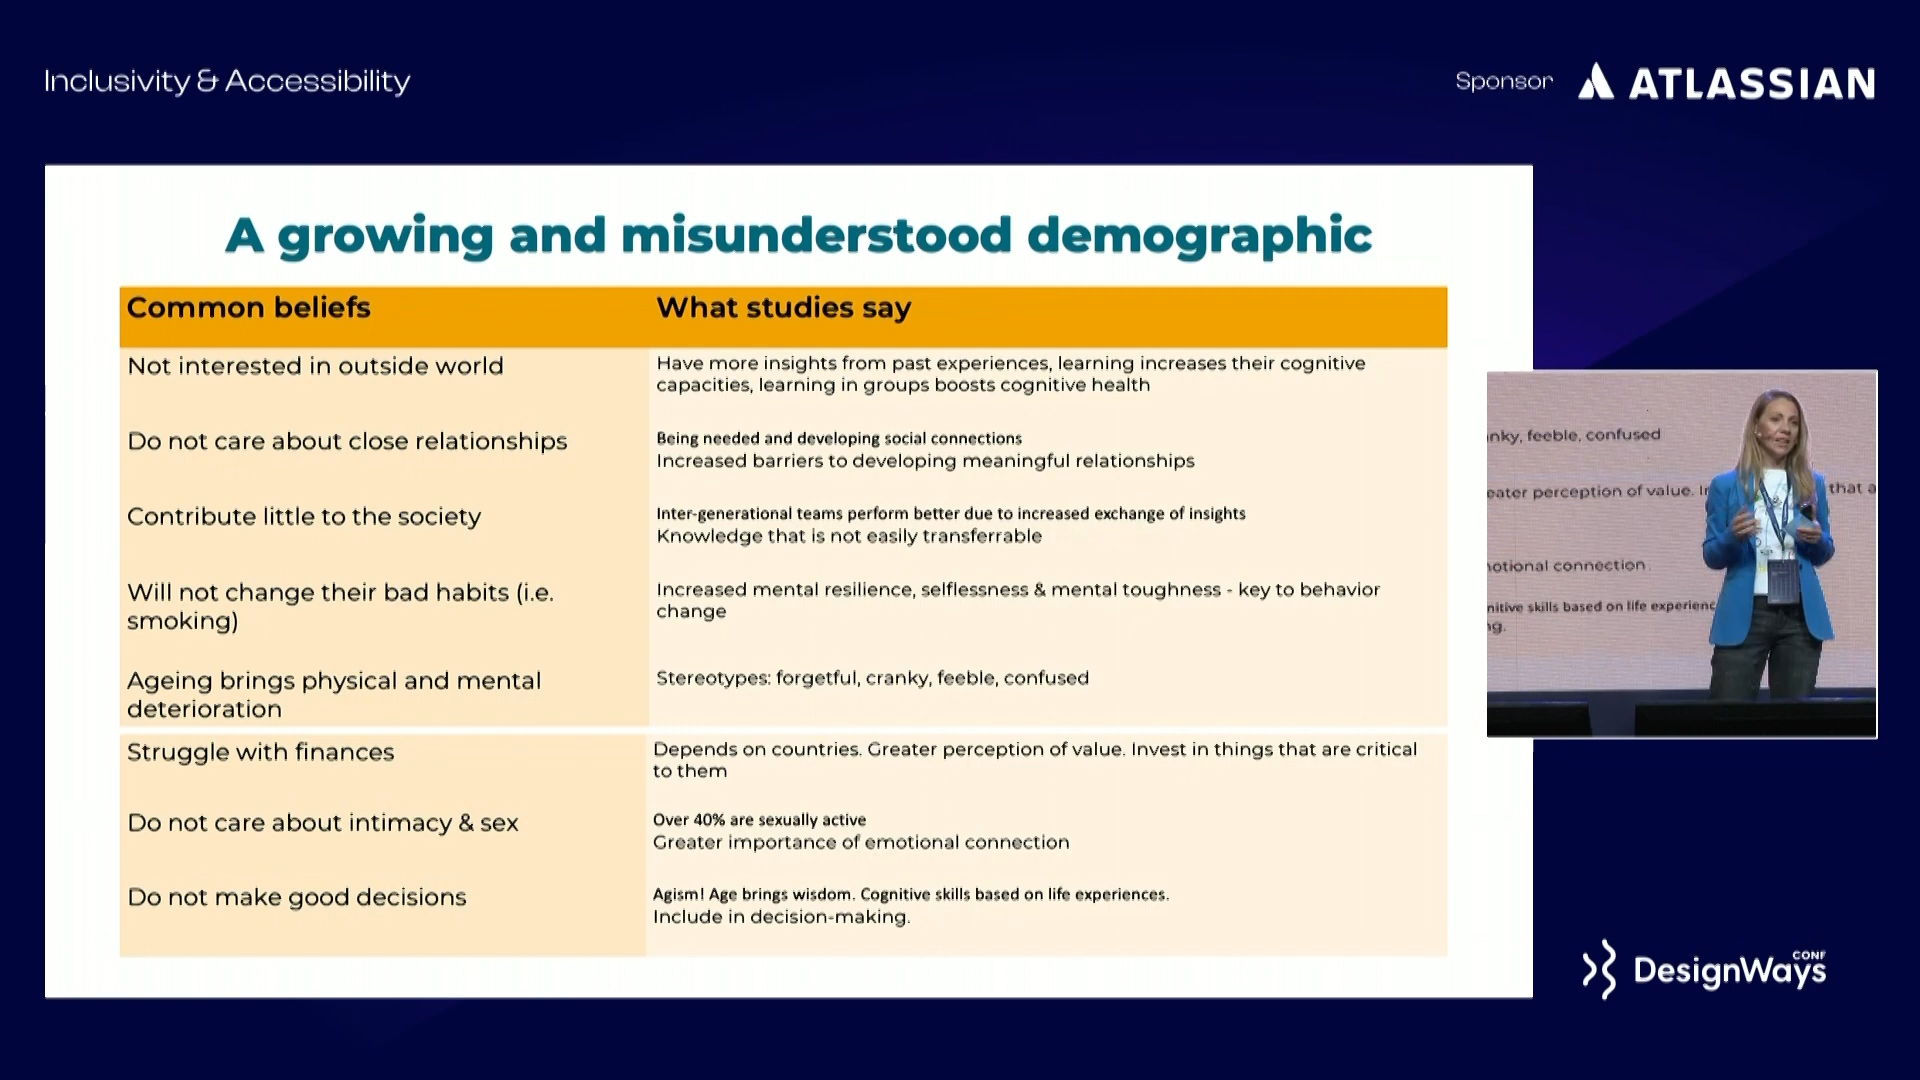 Inclusivity & Accessibility
Sponsor ATLASSIAN
A growing and misunderstood demographic
Common beliefs
What studies say
Not interested in outside world
Have more insights from past experiences, learning increases their cognitive
capacities, learning in groups boosts cognitive health
Do not care about close relationships
Being needed and developing social connections
Increased barriers to developing meaningful relationships
Contribute little to the society
Inter-generational teams perform better due to increased exchange of insights
Knowledge that is not easily transferrable
Will not change their bad habits (i.e.
smoking)
Increased mental resilience, selflessness & mental toughness - key to behavior
change
Ageing brings physical and mental
deterioration
Stereotypes: forgetful, cranky, feeble, confused
Struggle with finances
Depends on countries. Greater perception of value. Invest in things that are critical
to them
Do not care about intimacy & sex
Over 40% are sexually active
Greater importance of emotional connection
Do not make good decisions
Agism! Age brings wisdom. Cognitive skills based on life experiences.
Include in decision-making.
nky, feeble, confused
eater perception of value. In that a
otional connection
nitive skills based on life experienc
g.
DesignWays CONF